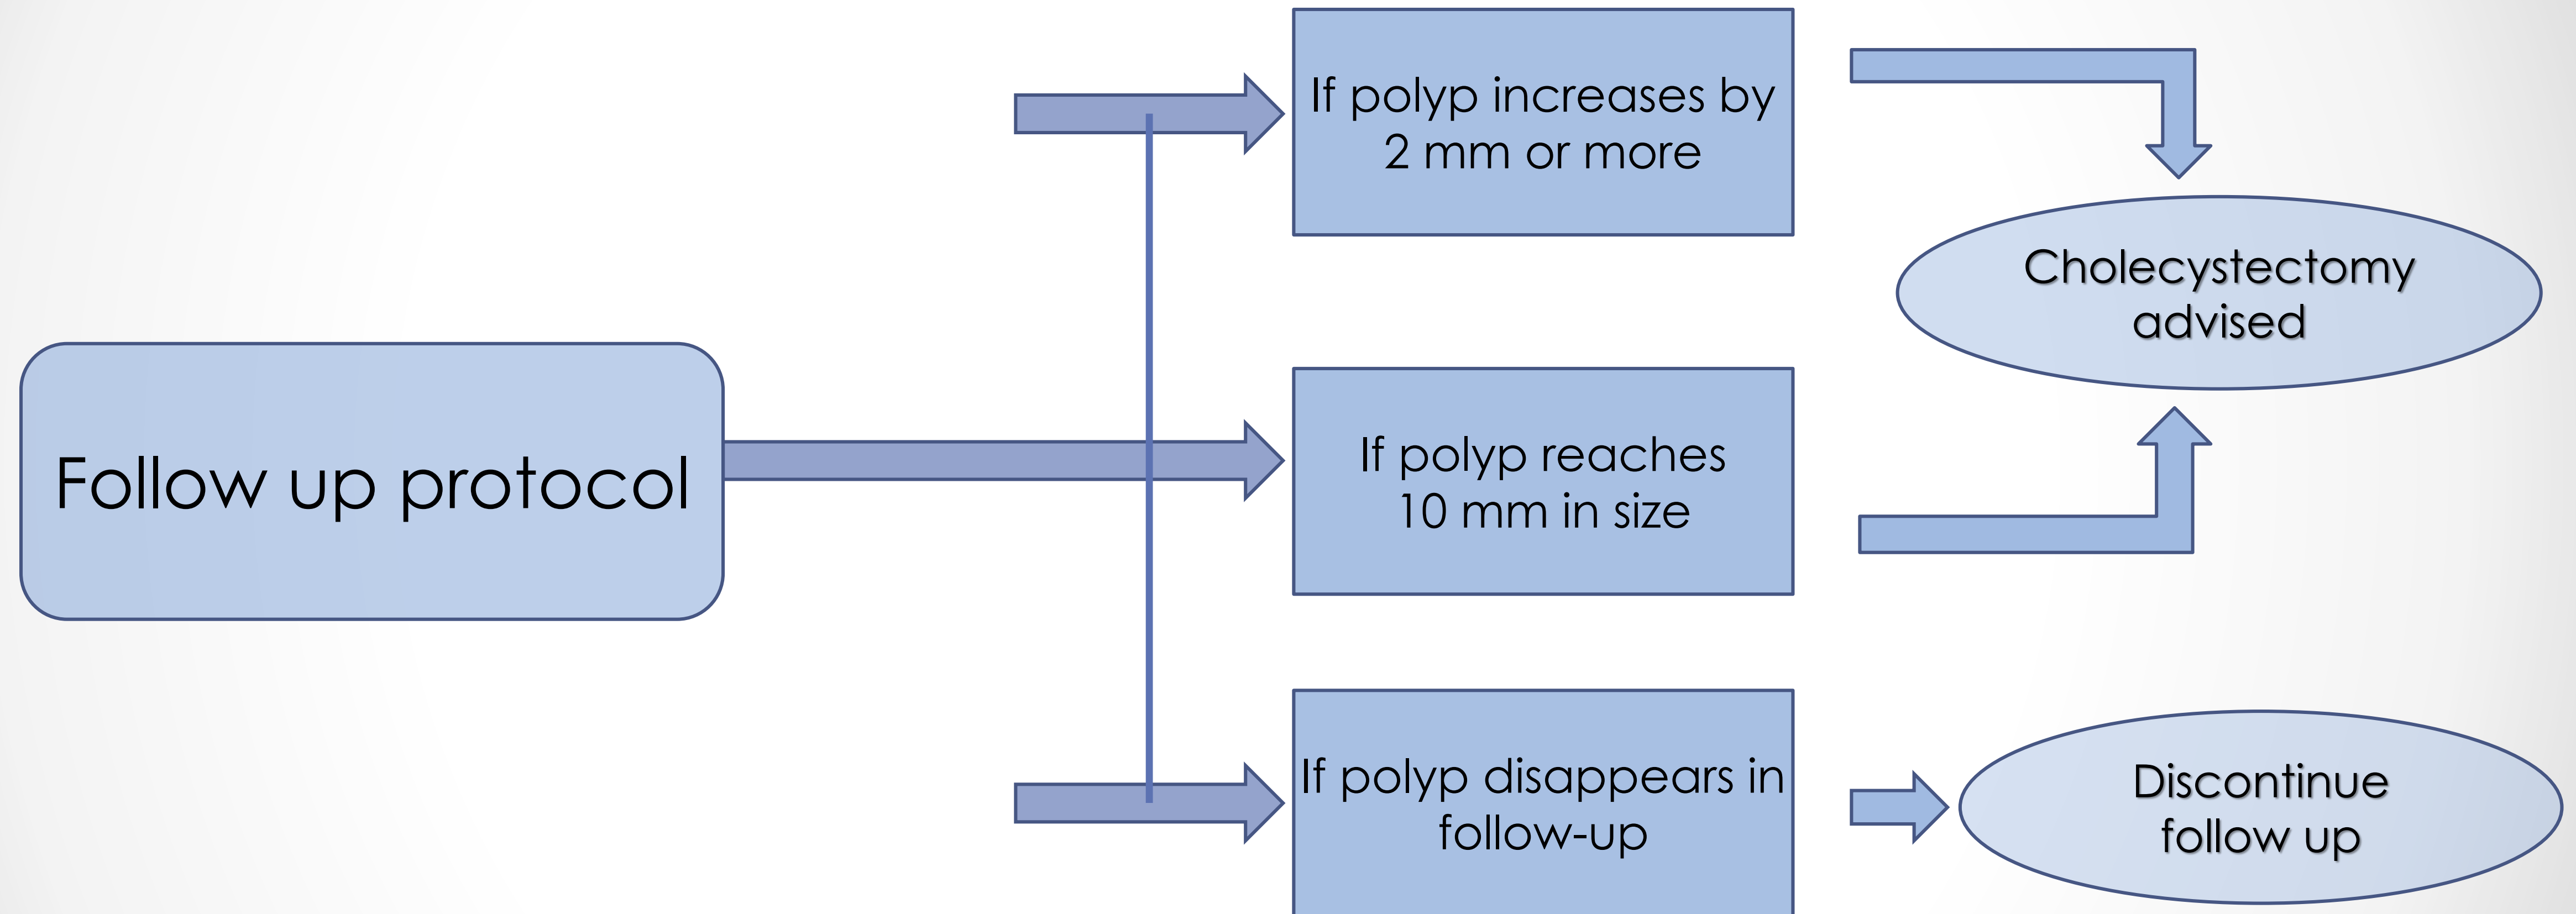 Follow up protocol
If polyp increases by
2 mm or more
If polyp reaches
10 mm in size
If polyp disappears in
follow-up
Cholecystectomy
advised
Discontinue
follow up